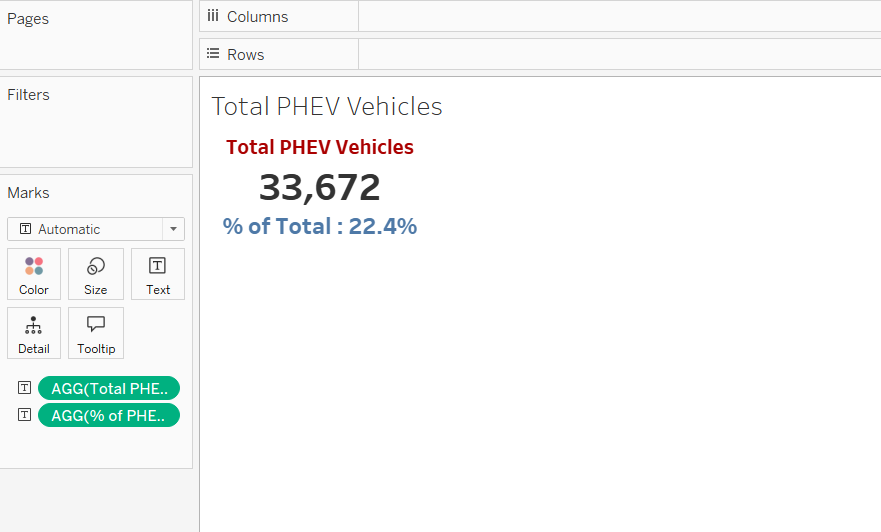 Pages
Columns
Rows
Filters
Marks
Automatic
Color
Size
T
Text
Detail
Tooltip
T AGG(Total PHE..
T AGG(% of PHE..
Total PHEV Vehicles
Total PHEV Vehicles
33,672
% of Total : 22.4%